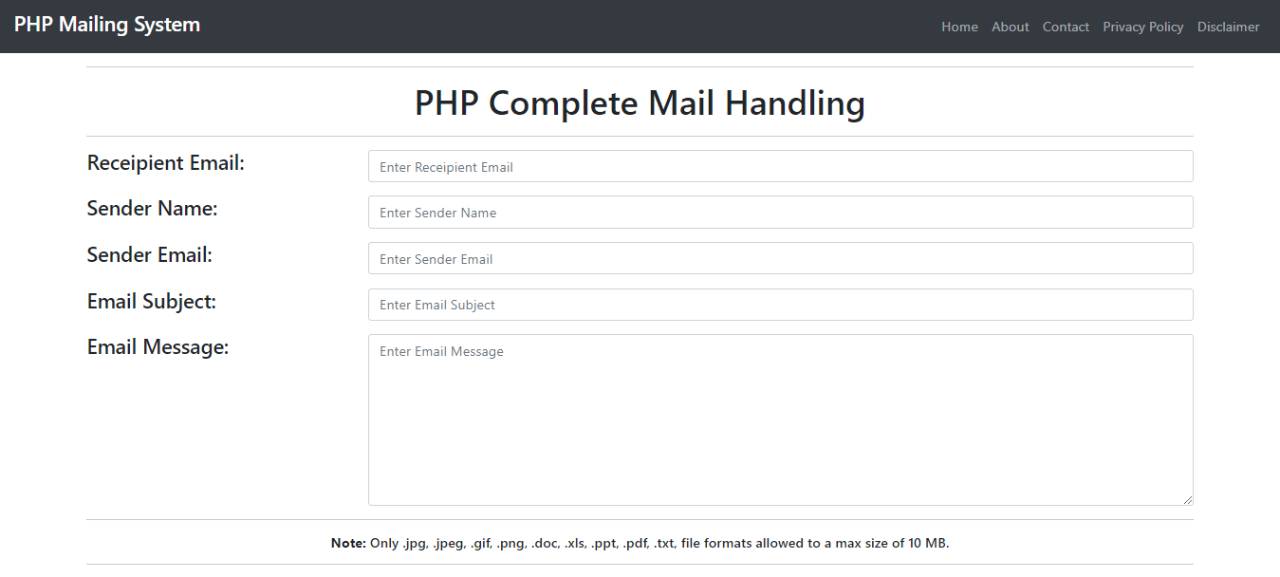 PHP Mailing System
Home About Contact Privacy Policy Disclaimer
PHP Complete Mail Handling
Receipient Email:
Enter Receipient Email
Sender Name:
Enter Sender Name
Sender Email:
Enter Sender Email
Email Subject:
Enter Email Subject
Email Message:
Enter Email Message
Note: Only .jpg, .jpeg, .gif, .png, .doc, .xls, .ppt, .pdf, .txt, file formats allowed to a max size of 10 MB.